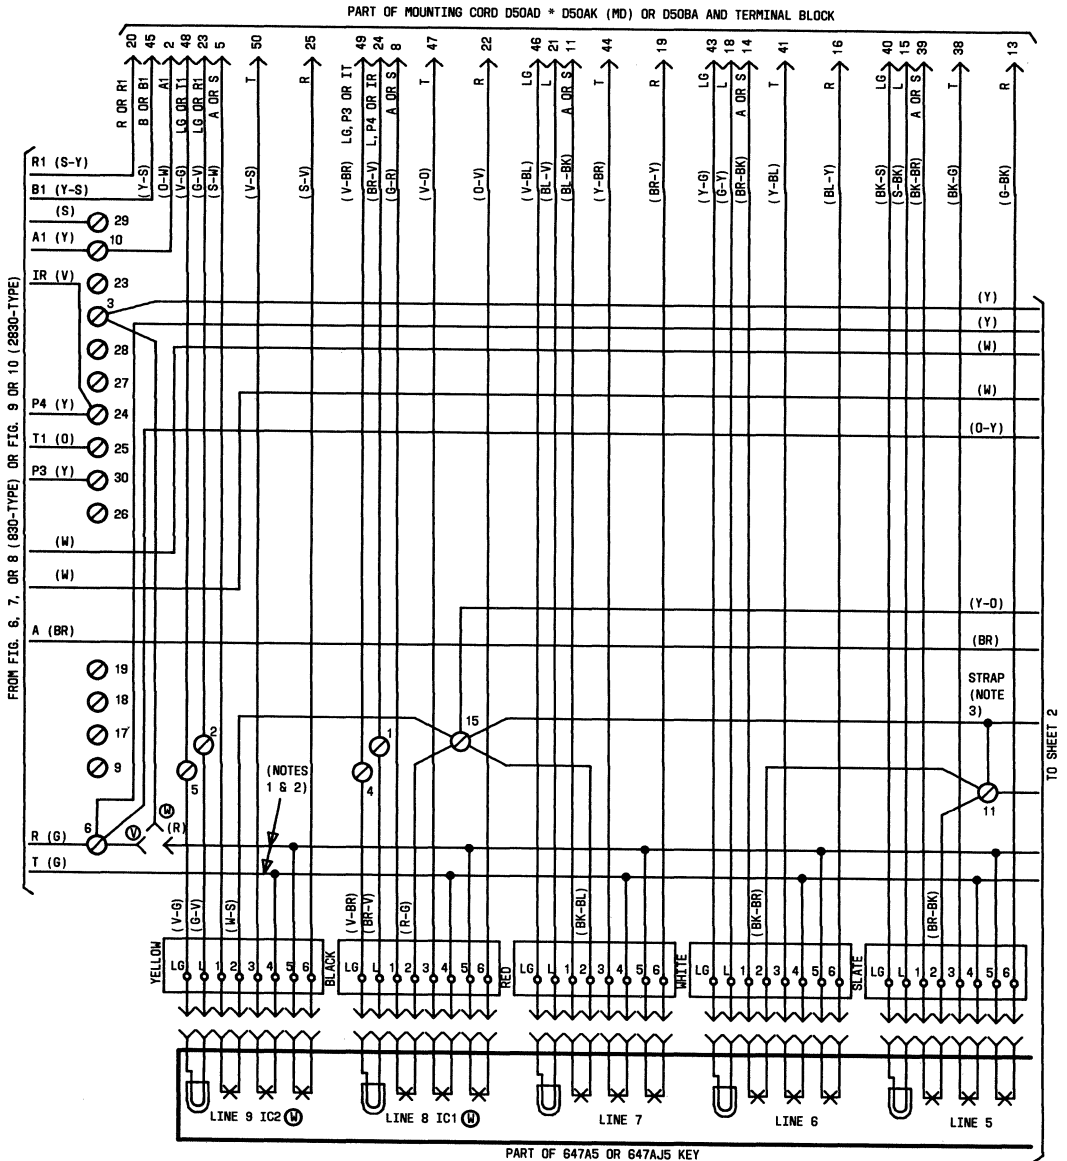 PART OF MOUNTING CORD D50AD * D50AK (MD) OR D50BA AND TERMINAL BLOCK
20 45 2 48 23 5 50 25 49 24 8 47 22 46 21 11 44 19 43 18 14 41 16 40 15 39 38 13
R OR R1 B OR B1 A1 LG OR T1 LG OR R1 A OR S T R LG, P3 OR IT L, P4 OR IR A OR S T R LG L A OR S T R LG L A OR S T R LG L A OR S T R
(Y-S) (O-W) (V-G) (G-V) (S-W) (V-S) (S-V) (V-BR) (BR-V) (G-R) (V-O) (O-V) (V-BL) (BL-V) (BL-BK) (Y-BR) (BR-Y) (Y-G) (G-Y) (BR-BK) (Y-BL) (BL-Y) (BK-S) (S-BK) (BK-BR) (BK-G) (G-BK)
FROM FIG. 6, 7, OR 8 (830-TYPE) OR FIG. 9 OR 10 (2830-TYPE)
R1 (S-Y)
B1 (Y-S)
(S) 29
A1 (Y) 10
IR (V) 23
3 (Y)
(Y)
28 (W)
27 (W)
P4 (Y) 24
(O-Y)
T1 (O) 25
P3 (Y) 30
26
(W)
(W)
(Y-O)
A (BR) (BR)
19
STRAP
(NOTE
3)
18
17 2 1 15
9 5 4
(NOTES
1 & 2)
11
TO SHEET 2
W
6 V (R)
R (G)
T (G)
(V-G) (G-V) (W-S) (V-BR) (BR-V) (R-G) (BK-BL) (BK-BR) (BR-BK)
YELLOW BLACK RED WHITE SLATE
LG L 1 2 3 4 5 6 LG L 1 2 3 4 5 6 LG L 1 2 3 4 5 6 LG L 1 2 3 4 5 6 LG L 1 2 3 4 5 6
LINE 9 IC2 W LINE 8 IC1 W LINE 7 LINE 6 LINE 5
PART OF 647A5 OR 647AJ5 KEY